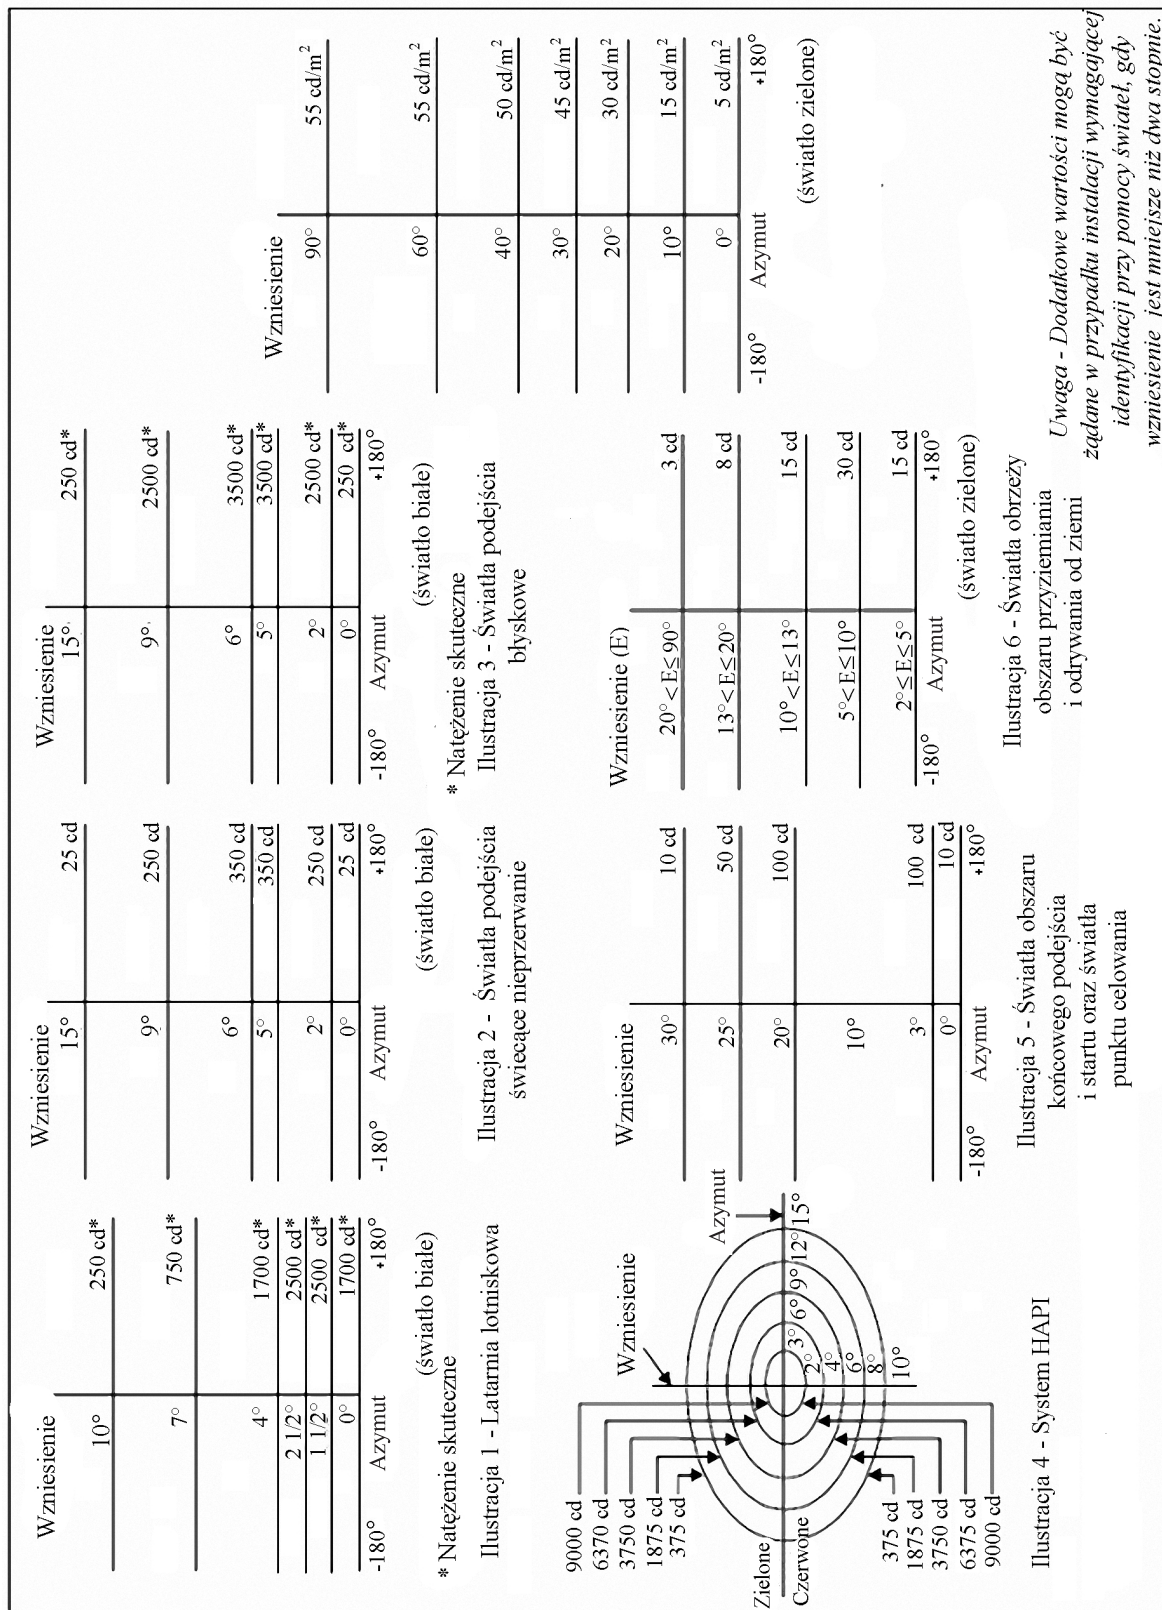 Wzniesienie
10° 250 cd*
7° 750 cd*
4° 1700 cd*
2 1/2° 2500 cd*
1 1/2° 2500 cd*
0° 1700 cd*
-180° Azymut +180°
(światło białe)
* Natężenie skuteczne
Ilustracja 1 - Latarnia lotniskowa
Wzniesienie
15° 25 cd
9° 250 cd
6° 350 cd
5° 350 cd
2° 250 cd
0° 25 cd
-180° Azymut +180°
(światło białe)
Ilustracja 2 - Światła podejścia
świecące nieprzerwanie
Wzniesienie
15° 250 cd*
9° 2500 cd*
6° 3500 cd*
5° 3500 cd*
2° 2500 cd*
0° 250 cd*
-180° Azymut +180°
(światło białe)
* Natężenie skuteczne
Ilustracja 3 - Światła podejścia
błyskowe
Wzniesienie
90° 55 cd/m²
60° 55 cd/m²
40° 50 cd/m²
30° 45 cd/m²
20° 30 cd/m²
10° 15 cd/m²
0° 5 cd/m²
-180° Azymut +180°
(światło zielone)
Wzniesienie
Azymut
9000 cd
6370 cd
3750 cd
1875 cd
375 cd
Zielone
Czerwone
3° 6° 9° 12° 15°
2°
4°
6°
8°
10°
375 cd
1875 cd
3750 cd
6375 cd
9000 cd
Ilustracja 4 - System HAPI
Wzniesienie
30° 10 cd
25° 50 cd
20° 100 cd
10°
3° 100 cd
0° 10 cd
-180° Azymut +180°
Ilustracja 5 - Światła obszaru
końcowego podejścia
i startu oraz światła
punktu celowania
Wzniesienie (E)
20°<E≤90° 3 cd
13°<E≤20° 8 cd
10°<E≤13° 15 cd
5°<E≤10° 30 cd
2°≤E≤5° 15 cd
-180° Azymut +180°
(światło zielone)
Ilustracja 6 - Światła obrzeży
obszaru przyziemiania
i odrywania od ziemi
Uwaga - Dodatkowe wartości mogą być
żądane w przypadku instalacji wymagającej
identyfikacji przy pomocy świateł, gdy
wzniesienie jest mniejsze niż dwa stopnie.